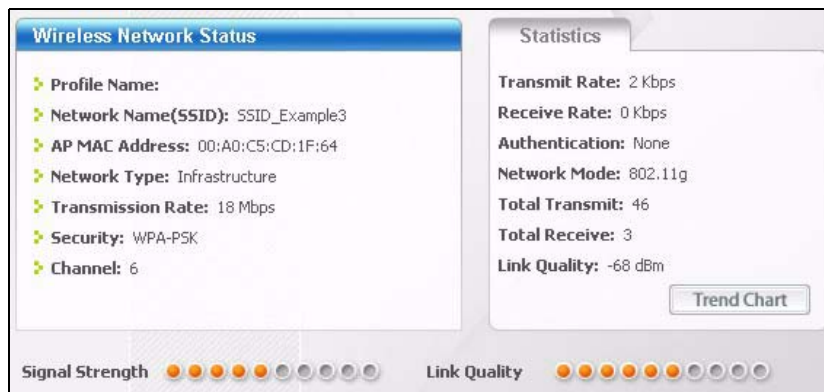 Wireless Network Status
Profile Name:
Network Name(SSID): SSID_Example3
AP MAC Address: 00:A0:C5:CD:1F:64
Network Type: Infrastructure
Transmission Rate: 18 Mbps
Security: WPA-PSK
Channel: 6
Statistics
Transmit Rate: 2 Kbps
Receive Rate: 0 Kbps
Authentication: None
Network Mode: 802.11g
Total Transmit: 46
Total Receive: 3
Link Quality: -68 dBm
Trend Chart
Signal Strength
Link Quality